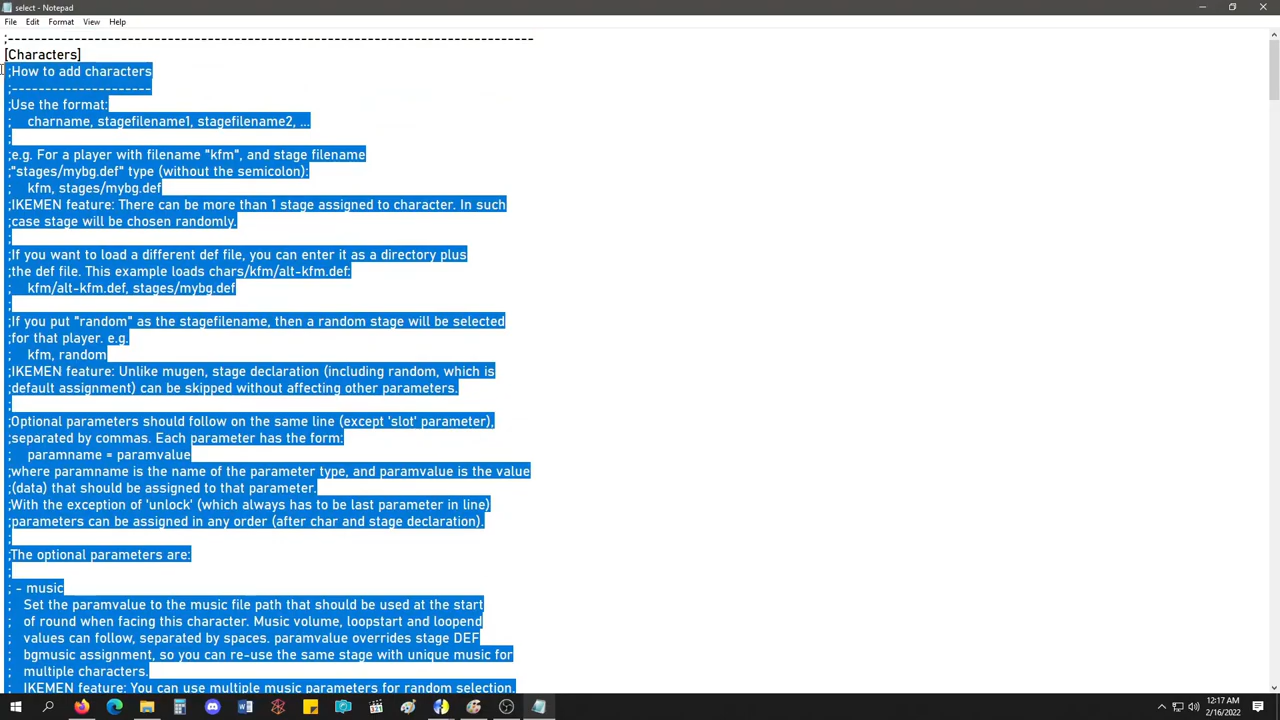 select - Notepad
File Edit Format View Help
;-------------------------------------------------------------------------------
[Characters]
;How to add characters
;---------------------
;Use the format:
;    charname, stagefilename1, stagefilename2, ...
;
;e.g. For a player with filename "kfm", and stage filename
;"stages/mybg.def" type (without the semicolon):
;    kfm, stages/mybg.def
;IKEMEN feature: There can be more than 1 stage assigned to character. In such
;case stage will be chosen randomly.
;
;If you want to load a different def file, you can enter it as a directory plus
;the def file. This example loads chars/kfm/alt-kfm.def:
;    kfm/alt-kfm.def, stages/mybg.def
;
;If you put "random" as the stagefilename, then a random stage will be selected
;for that player. e.g.
;    kfm, random
;IKEMEN feature: Unlike mugen, stage declaration (including random, which is
;default assignment) can be skipped without affecting other parameters.
;
;Optional parameters should follow on the same line (except 'slot' parameter),
;separated by commas. Each parameter has the form:
;    paramname = paramvalue
;where paramname is the name of the parameter type, and paramvalue is the value
;(data) that should be assigned to that parameter.
;With the exception of 'unlock' (which always has to be last parameter in line)
;parameters can be assigned in any order (after char and stage declaration).
;
;The optional parameters are:
;
; - music
;   Set the paramvalue to the music file path that should be used at the start
;   of round when facing this character. Music volume, loopstart and loopend
;   values can follow, separated by spaces. paramvalue overrides stage DEF
;   bgmusic assignment, so you can re-use the same stage with unique music for
;   multiple characters.
;   IKEMEN feature: You can use multiple music parameters for random selection.
12:17 AM
2/16/2022